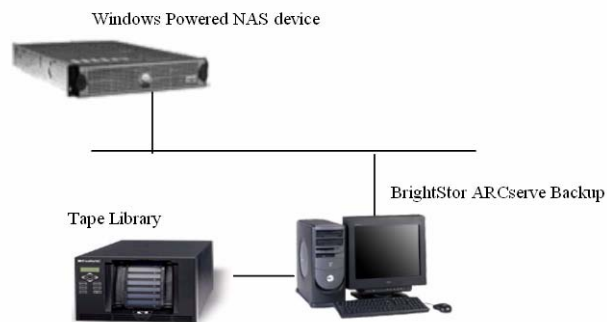 Windows Powered NAS device
BrightStor ARCserve Backup
Tape Library